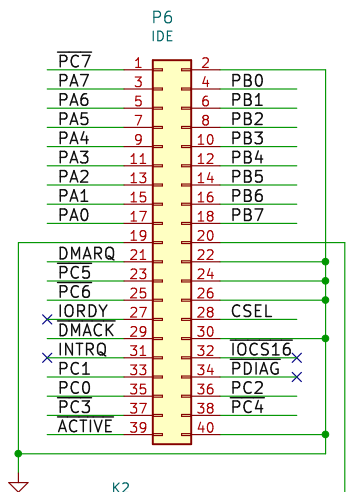 P6
IDE
PC7 1 2
PA7 3 4 PB0
PA6 5 6 PB1
PA5 7 8 PB2
PA4 9 10 PB3
PA3 11 12 PB4
PA2 13 14 PB5
PA1 15 16 PB6
PA0 17 18 PB7
19 20
DMARQ 21 22
PC5 23 24
PC6 25 26
IORDY 27 28 CSEL
DMACK 29 30
INTRQ 31 32 IOCS16
PC1 33 34 PDIAG
PC0 35 36 PC2
PC3 37 38 PC4
ACTIVE 39 40
K2